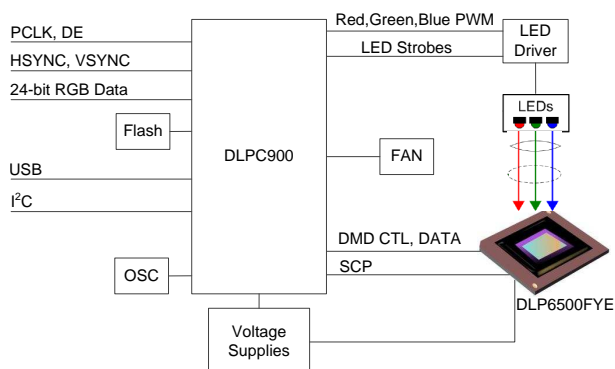 PCLK, DE
HSYNC, VSYNC
24-bit RGB Data
Flash
USB
I²C
OSC
DLPC900
Voltage
Supplies
Red,Green,Blue PWM
LED Strobes
LED
Driver
LEDs
FAN
DMD CTL, DATA
SCP
DLP6500FYE